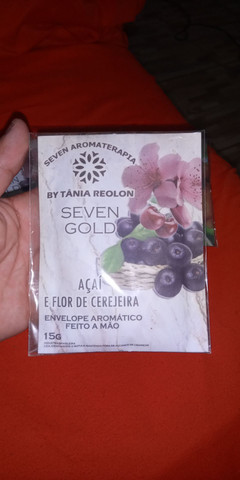 SEVEN AROMATERAPIA
BY TÂNIA REOLON
SEVEN
GOLD
AÇAÍ
E FLOR DE CEREJEIRA
ENVELOPE AROMÁTICO
FEITO A MÃO
15G